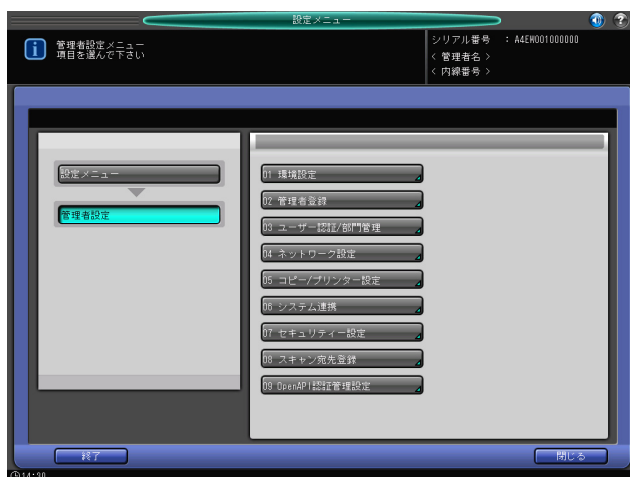 設定メニュー
管理者設定メニュー
項目を選んで下さい
シリアル番号 : A4EW001000000
< 管理者名 >
< 内線番号 >
設定メニュー
管理者設定
01 環境設定
02 管理者登録
03 ユーザー認証/部門管理
04 ネットワーク設定
05 コピー/プリンター設定
06 システム連携
07 セキュリティー設定
08 スキャン宛先登録
09 OpenAPI認証管理設定
終了
閉じる